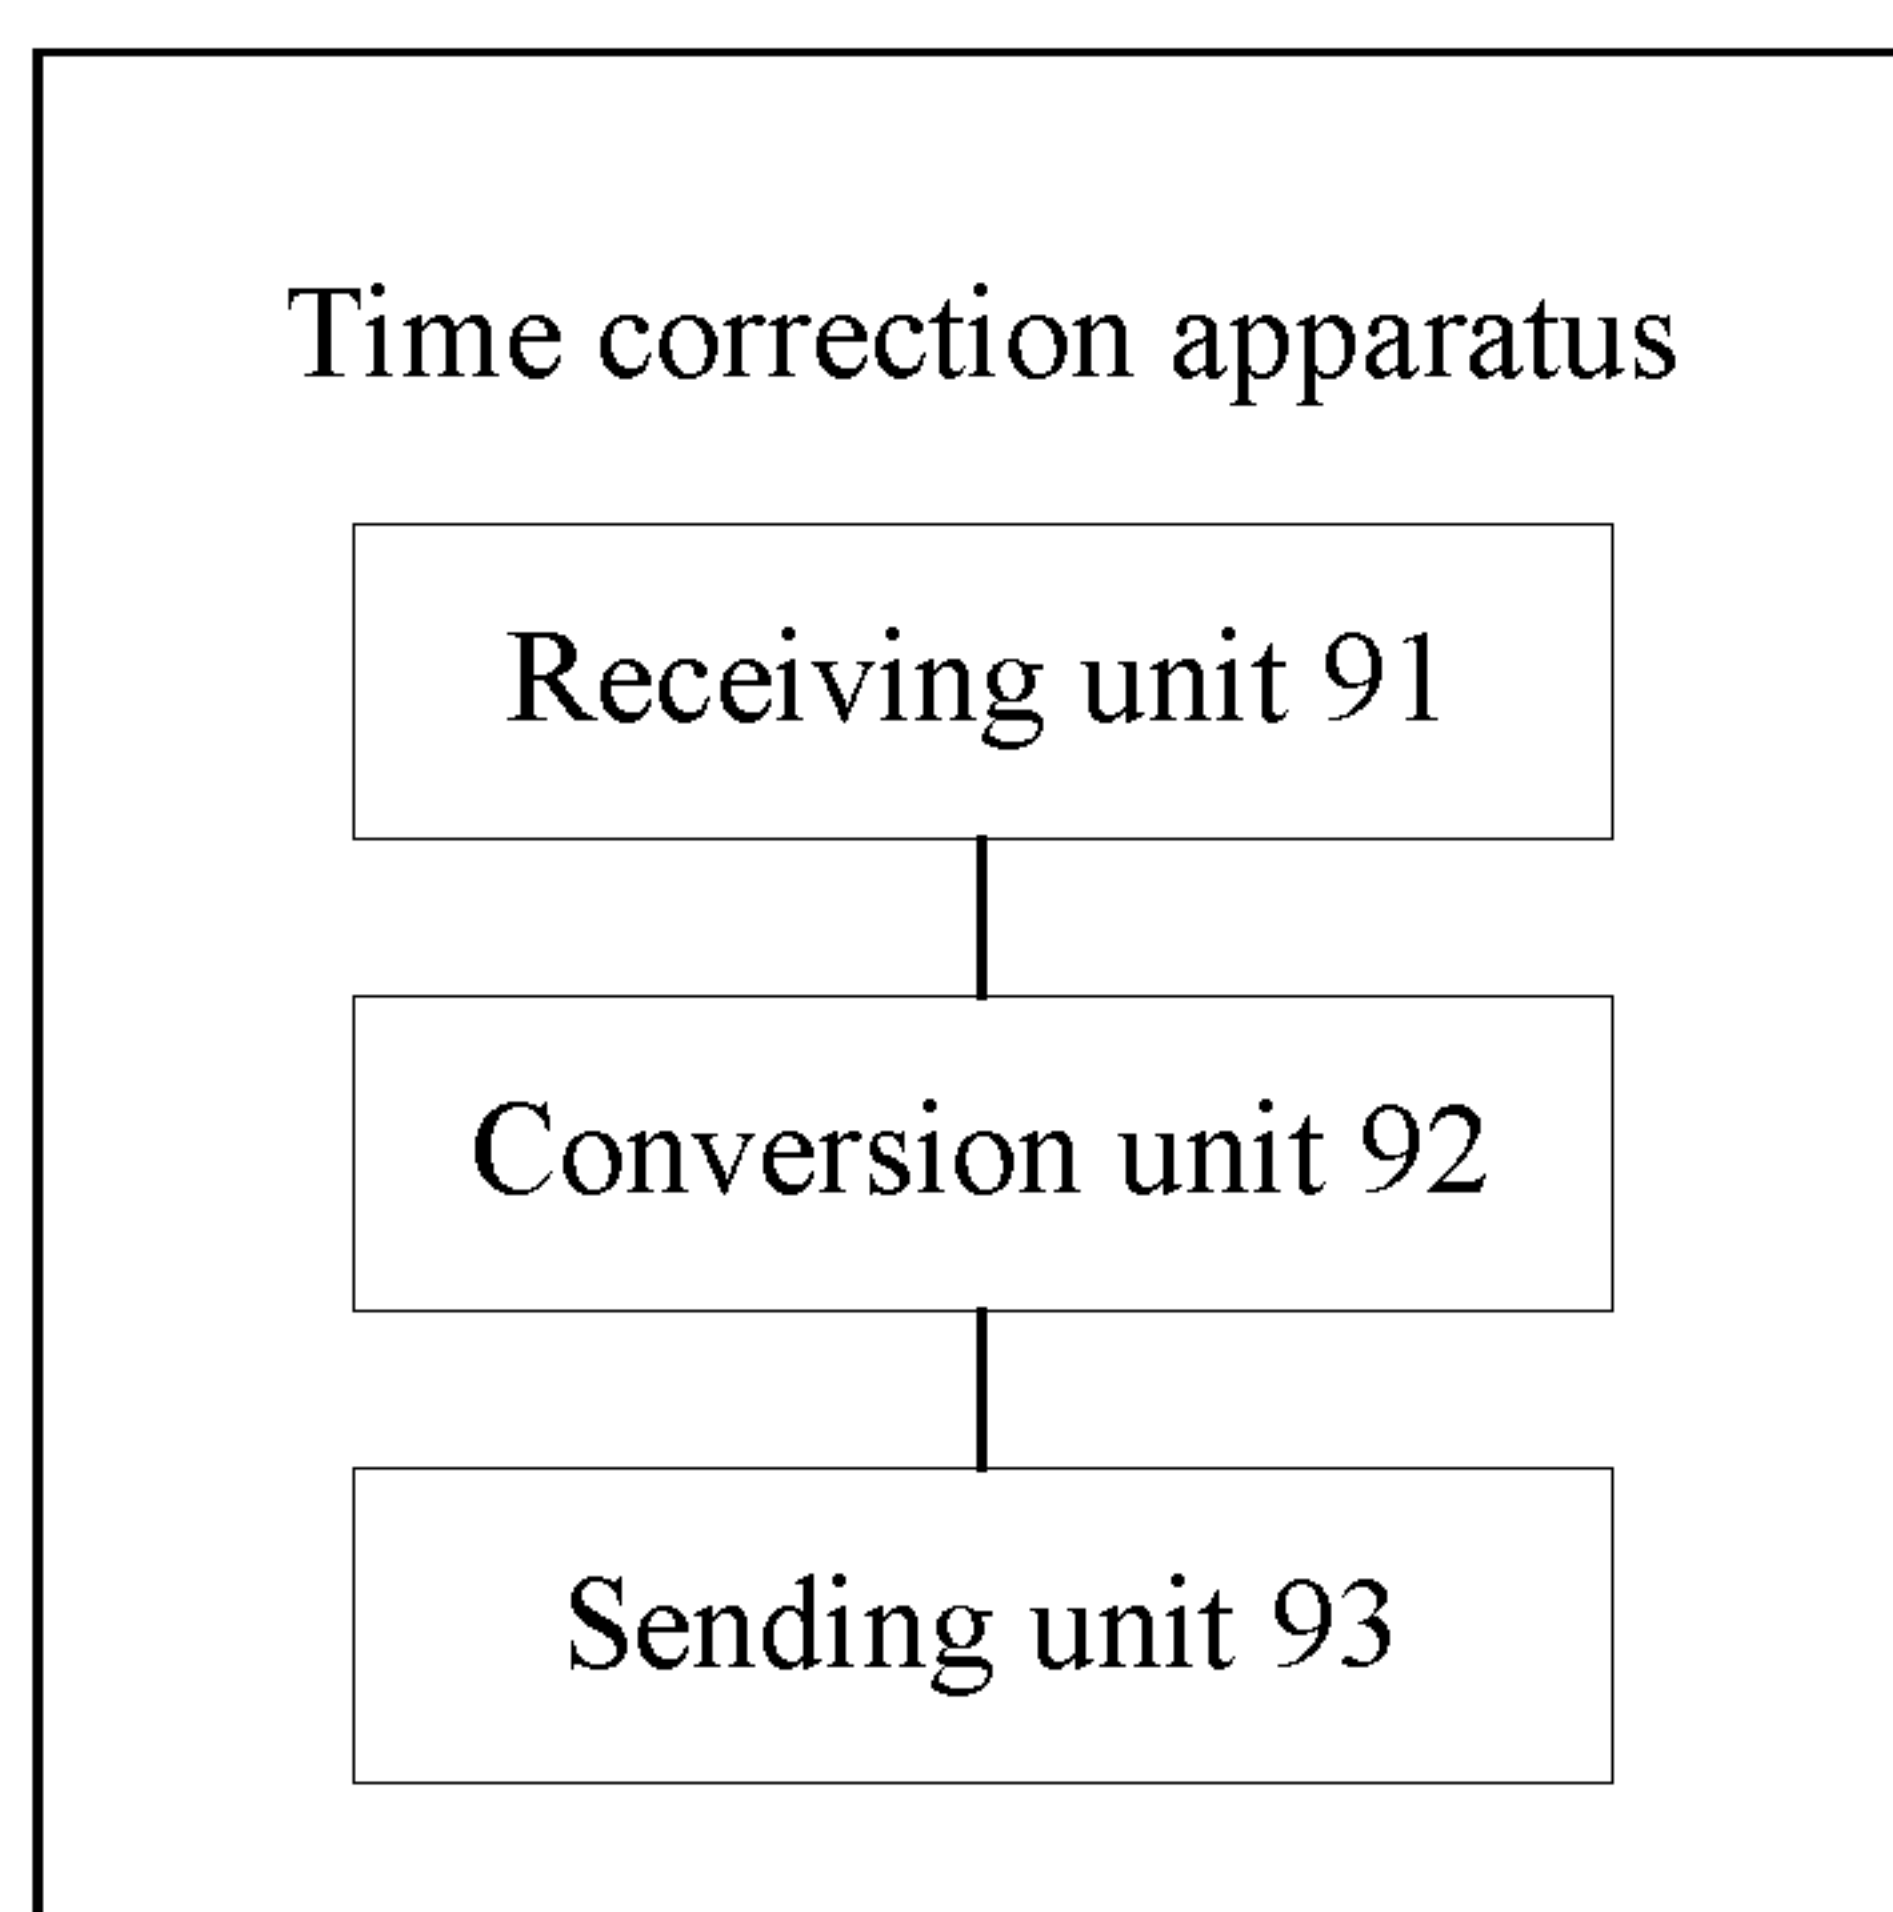 Time correction apparatus
Receiving unit 91
Conversion unit 92
Sending unit 93